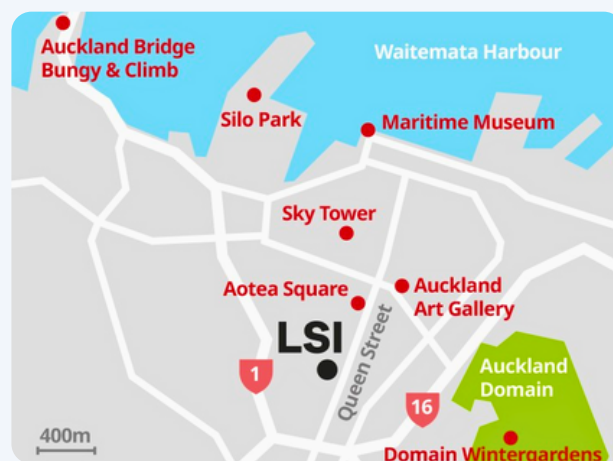 Auckland Bridge
Bungy & Climb
Waitemata Harbour
Silo Park
Maritime Museum
Sky Tower
Aotea Square
Auckland
Art Gallery
LSI
Queen Street
1
16
Auckland
Domain
400m
Domain Wintergardens